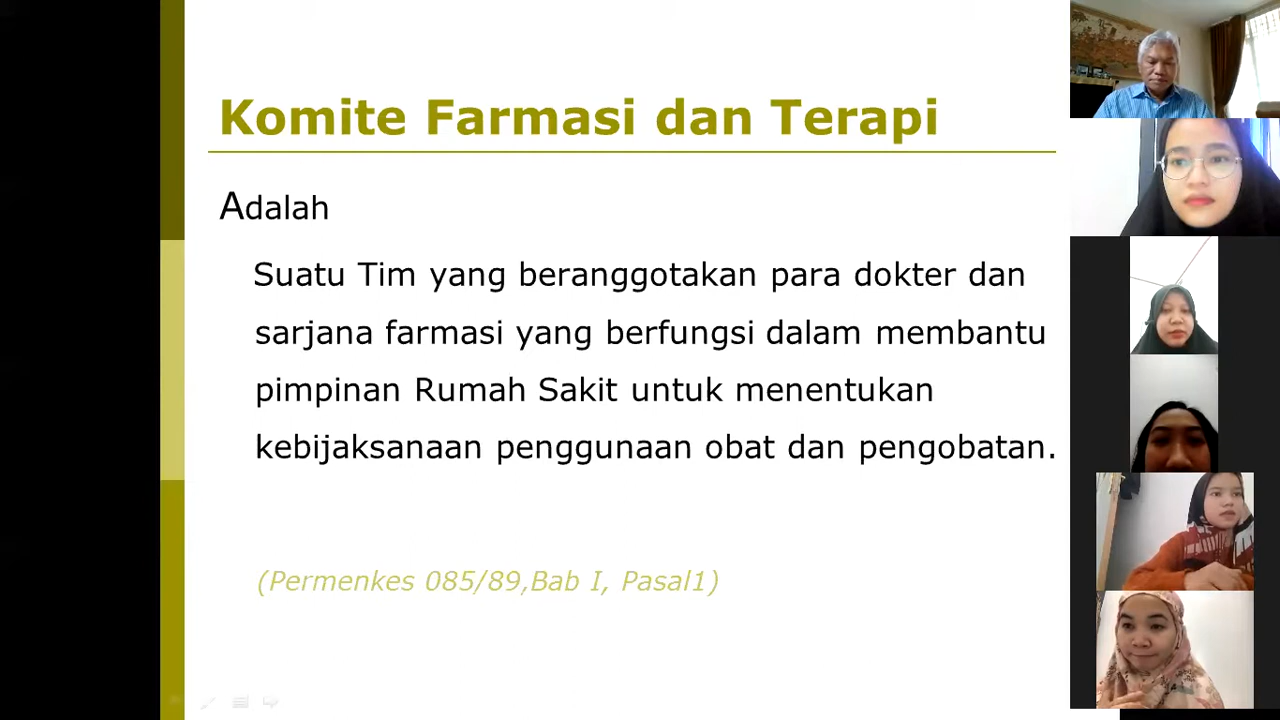 Komite Farmasi dan Terapi
Adalah
Suatu Tim yang beranggotakan para dokter dan
sarjana farmasi yang berfungsi dalam membantu
pimpinan Rumah Sakit untuk menentukan
kebijaksanaan penggunaan obat dan pengobatan.
(Permenkes 085/89,Bab I, Pasal1)